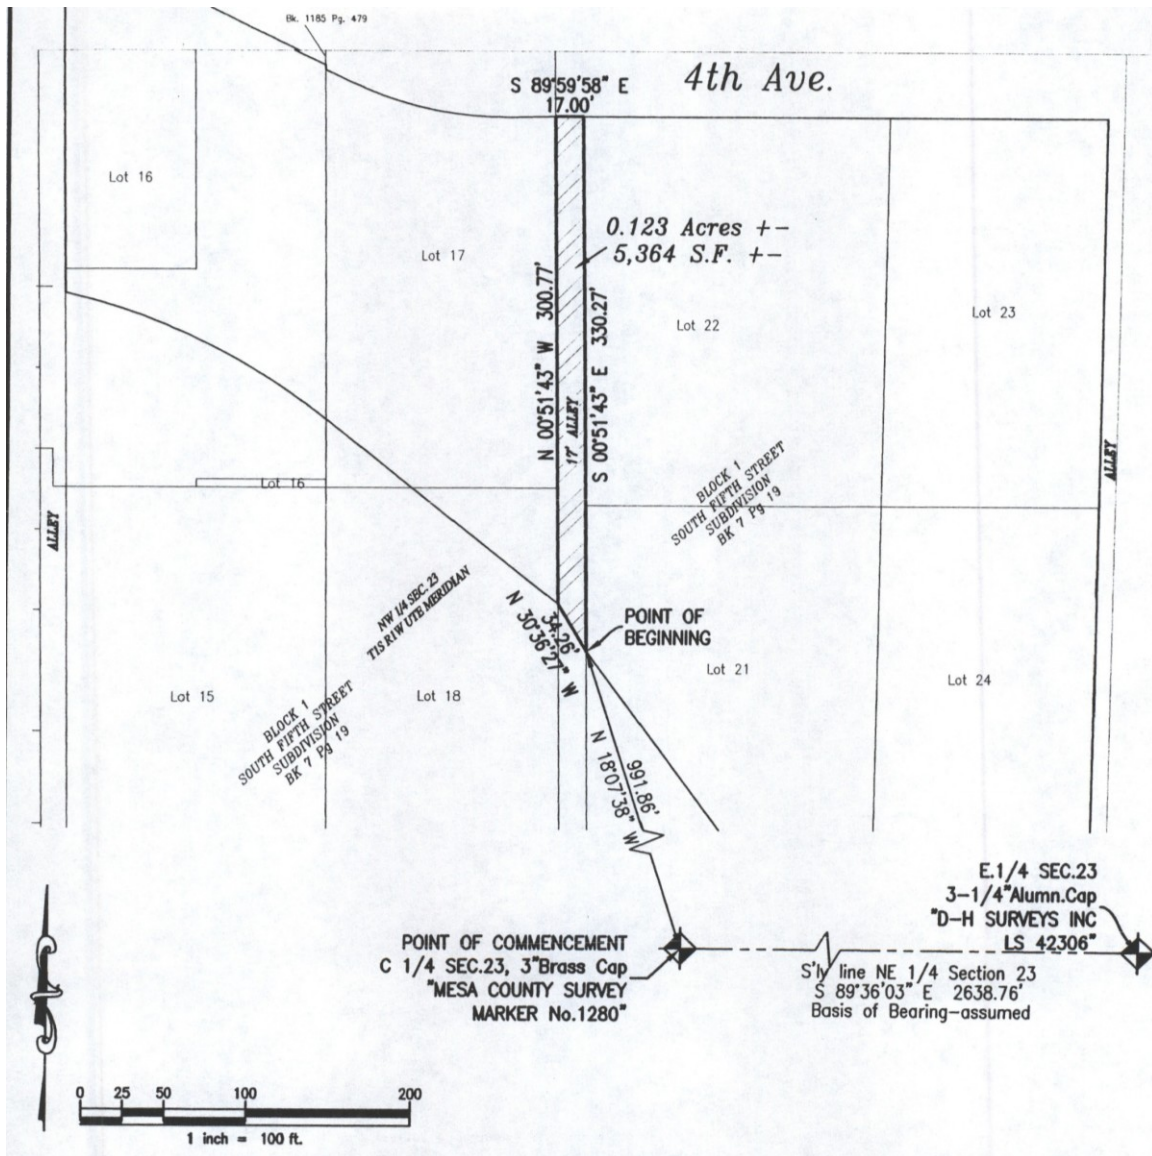 Bk. 1185 Pg. 479
S 89°59'58" E
17.00'
4th Ave.
Lot 16
Lot 17
0.123 Acres +-
5,364 S.F. +-
N 00°51'43" W 300.77'
17' ALLEY
S 00°51'43" E 330.27'
Lot 22
Lot 23
Lot 16
ALLEY
ALLEY
BLOCK 1
SOUTH FIFTH STREET
SUBDIVISION
BK 7 Pg 19
NW 1/4 SEC.23
T1S R1W UTE MERIDIAN
34.26'
N 30°36'27" W
POINT OF
BEGINNING
Lot 15
Lot 18
Lot 21
Lot 24
BLOCK 1
SOUTH FIFTH STREET
SUBDIVISION
BK 7 Pg 19
991.86'
N 18°07'38" W
E.1/4 SEC.23
3-1/4"Alumn.Cap
"D-H SURVEYS INC
LS 42306"
POINT OF COMMENCEMENT
C 1/4 SEC.23, 3"Brass Cap
"MESA COUNTY SURVEY
MARKER No.1280"
S'ly line NE 1/4 Section 23
S 89°36'03" E 2638.76'
Basis of Bearing-assumed
0 25 50 100 200
1 inch = 100 ft.